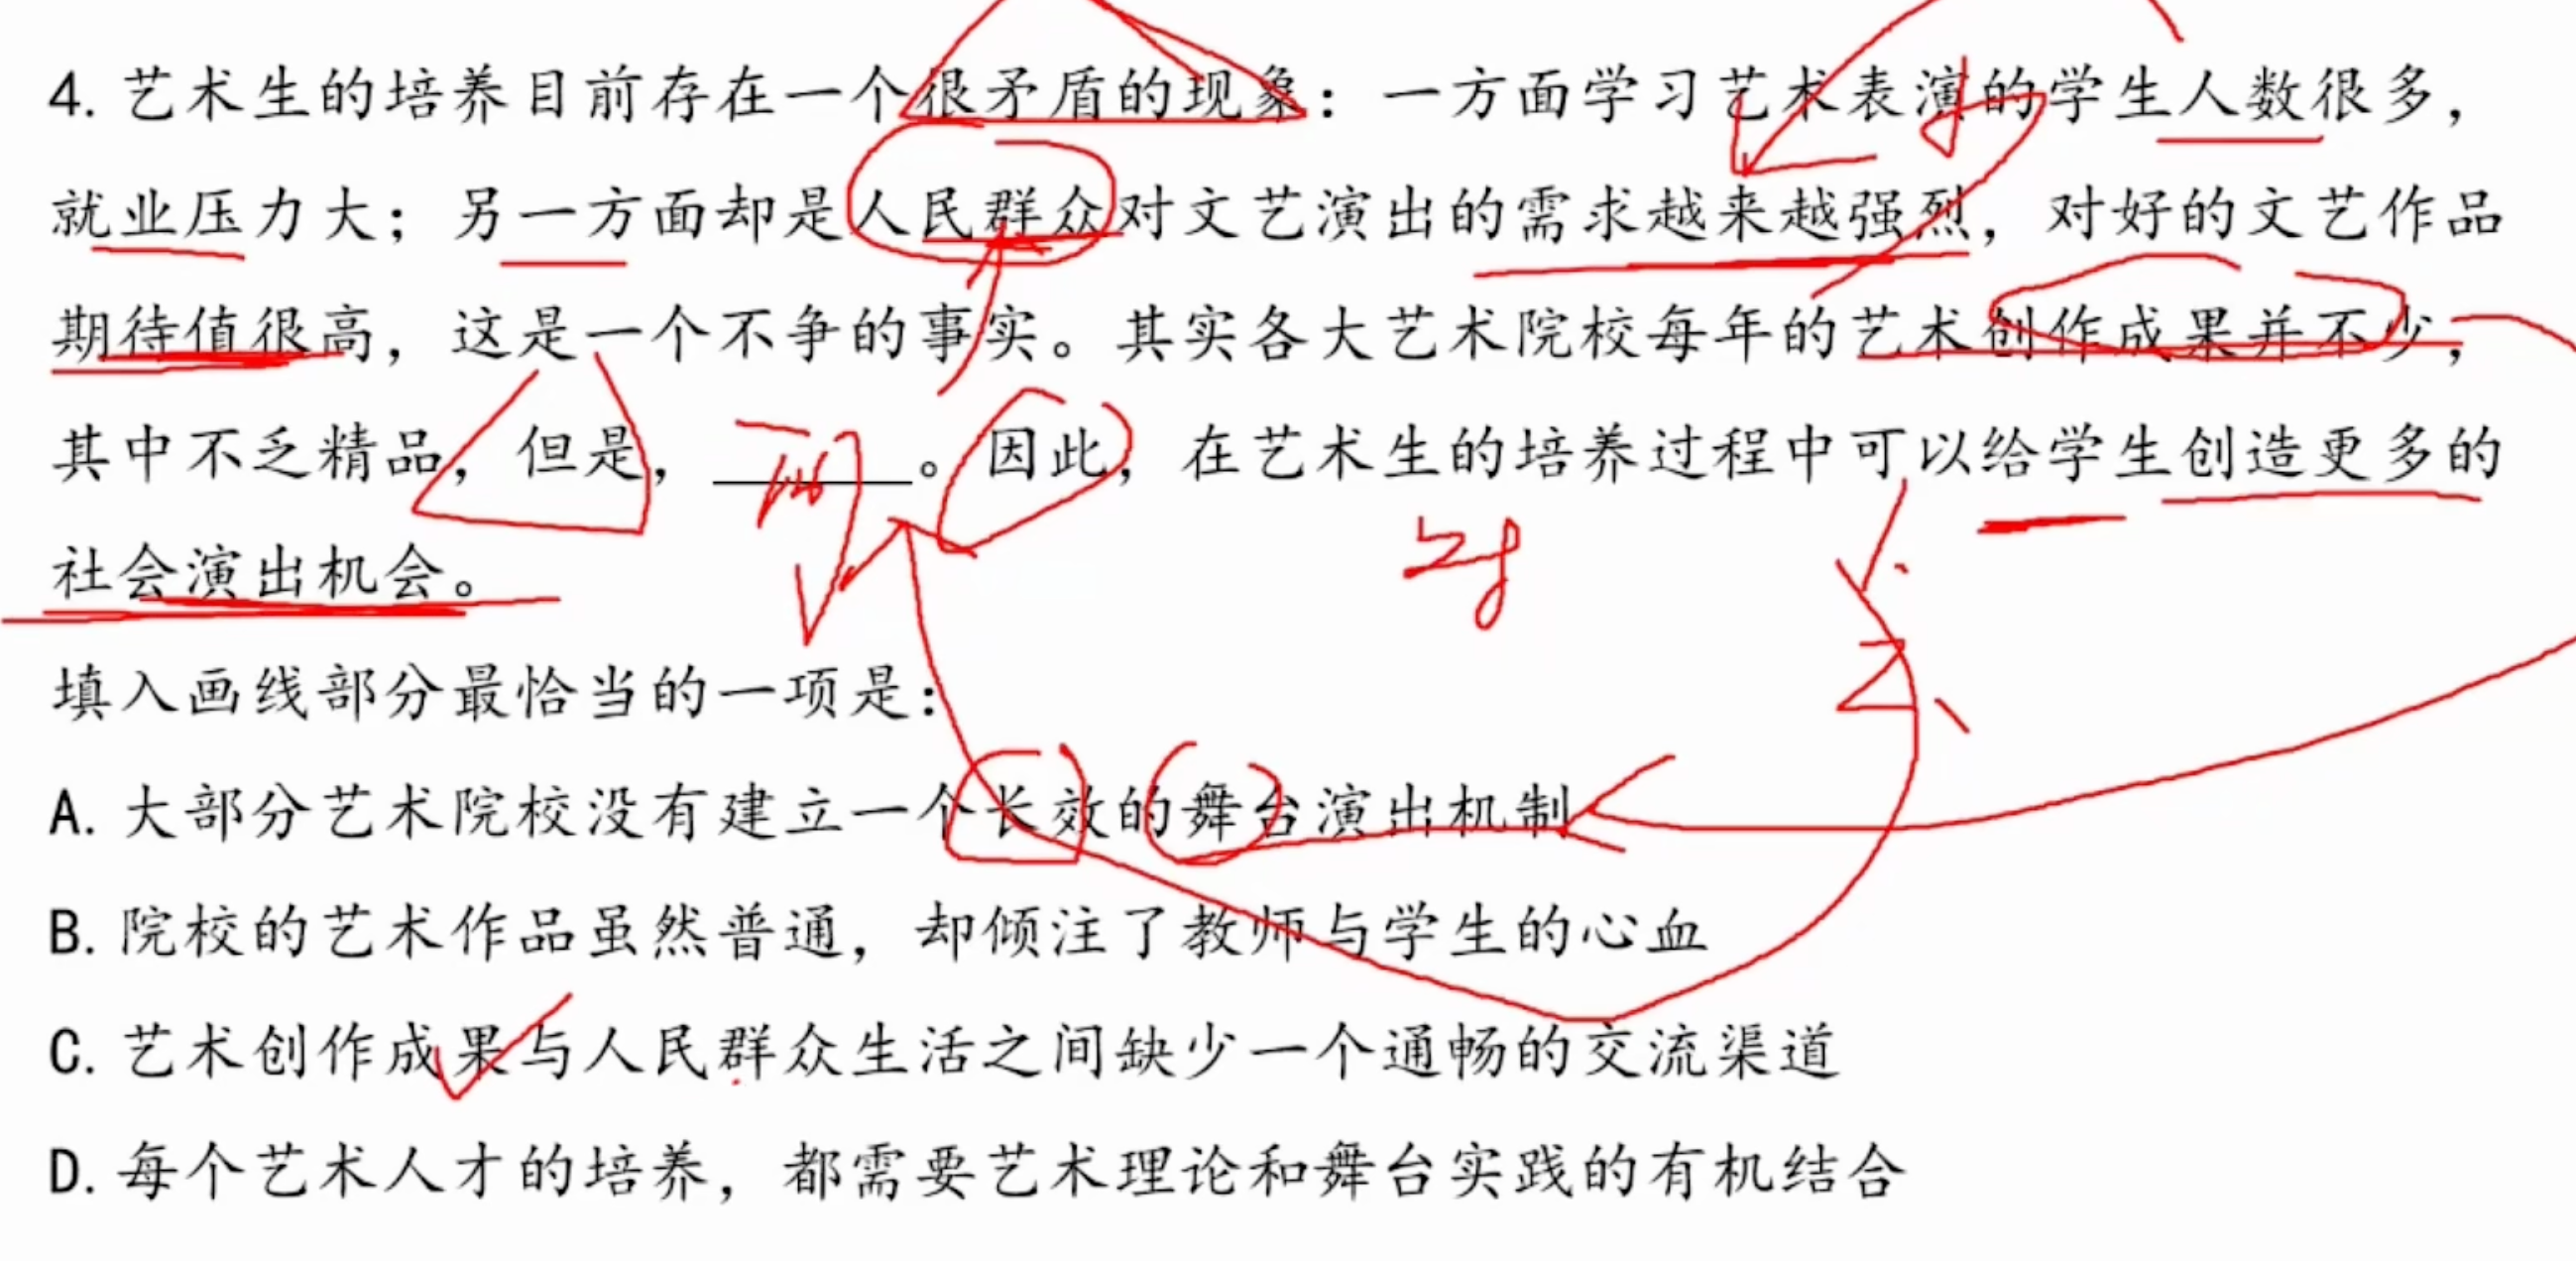 4. 艺术生的培养目前存在一个很矛盾的现象：一方面学习艺术表演的学生人数很多，
就业压力大；另一方面却是人民群众对文艺演出的需求越来越强烈，对好的文艺作品
期待值很高，这是一个不争的事实。其实各大艺术院校每年的艺术创作成果并不少，
其中不乏精品，但是，______。因此，在艺术生的培养过程中可以给学生创造更多的
社会演出机会。
填入画线部分最恰当的一项是：
A. 大部分艺术院校没有建立一个长效的舞台演出机制
B. 院校的艺术作品虽然普通，却倾注了教师与学生的心血
C. 艺术创作成果与人民群众生活之间缺少一个通畅的交流渠道
D. 每个艺术人才的培养，都需要艺术理论和舞台实践的有机结合